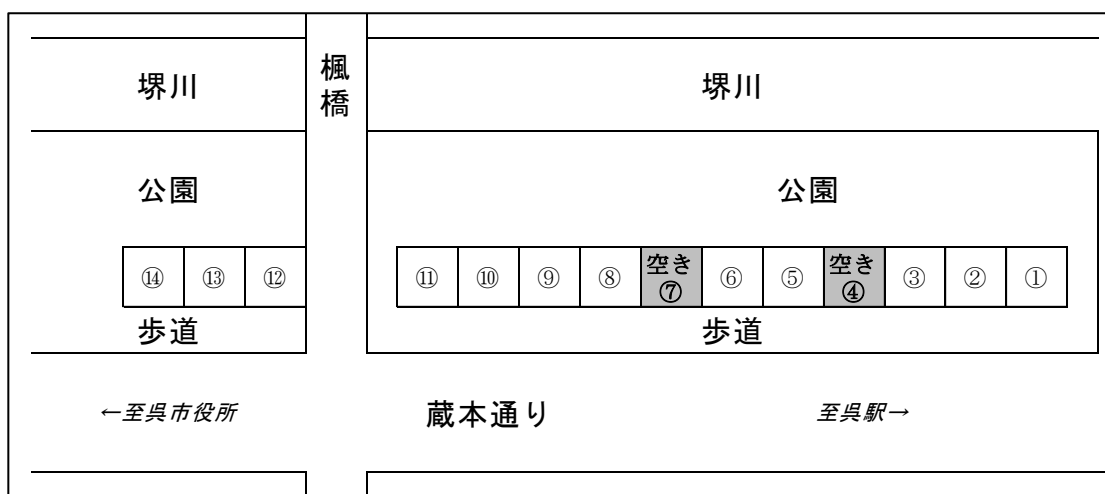 楓橋
堺川
堺川
公園
公園
⑭ ⑬ ⑫
⑪ ⑩ ⑨ ⑧ 空き⑦ ⑥ ⑤ 空き④ ③ ② ①
歩道
歩道
←至呉市役所
蔵本通り
至呉駅→